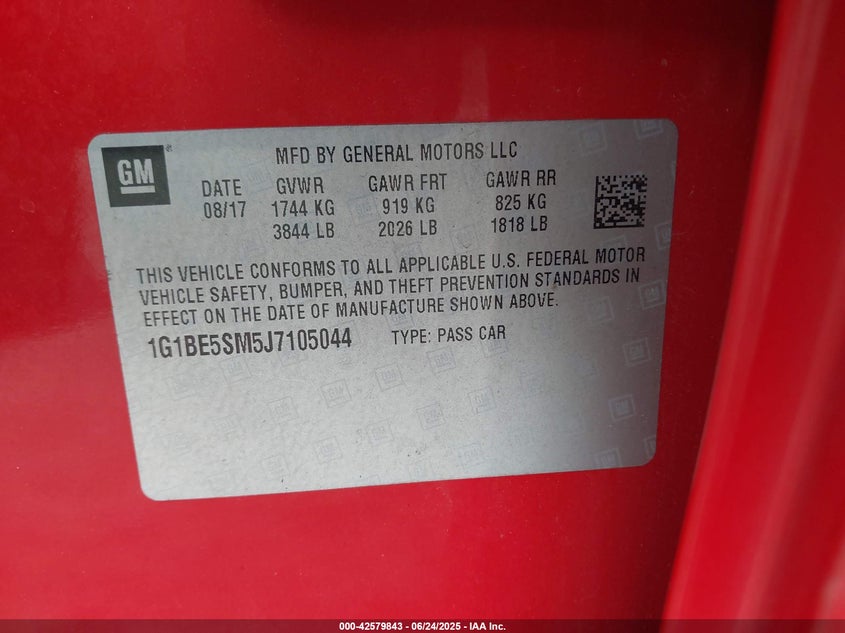 GM
MFD BY GENERAL MOTORS LLC
DATE GVWR GAWR FRT GAWR RR
08/17 1744 KG 919 KG 825 KG
3844 LB 2026 LB 1818 LB
THIS VEHICLE CONFORMS TO ALL APPLICABLE U.S. FEDERAL MOTOR
VEHICLE SAFETY, BUMPER, AND THEFT PREVENTION STANDARDS IN
EFFECT ON THE DATE OF MANUFACTURE SHOWN ABOVE.
1G1BE5SM5J7105044 TYPE: PASS CAR
000-42579843 / 06/24/2025 - IAA Inc.